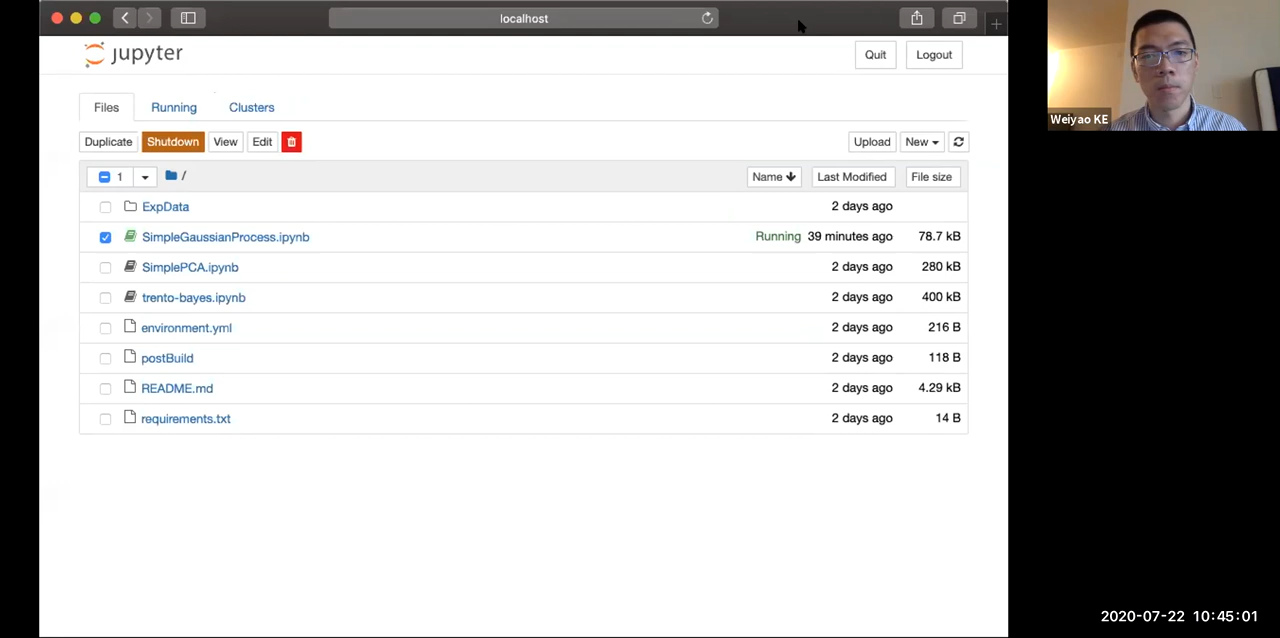 localhost
jupyter
Quit Logout
Files Running Clusters
Duplicate Shutdown View Edit Upload New
1 / Name Last Modified File size
ExpData 2 days ago
SimpleGaussianProcess.ipynb Running 39 minutes ago 78.7 kB
SimplePCA.ipynb 2 days ago 280 kB
trento-bayes.ipynb 2 days ago 400 kB
environment.yml 2 days ago 216 B
postBuild 2 days ago 118 B
README.md 2 days ago 4.29 kB
requirements.txt 2 days ago 14 B
Weiyao KE
2020-07-22 10:45:01